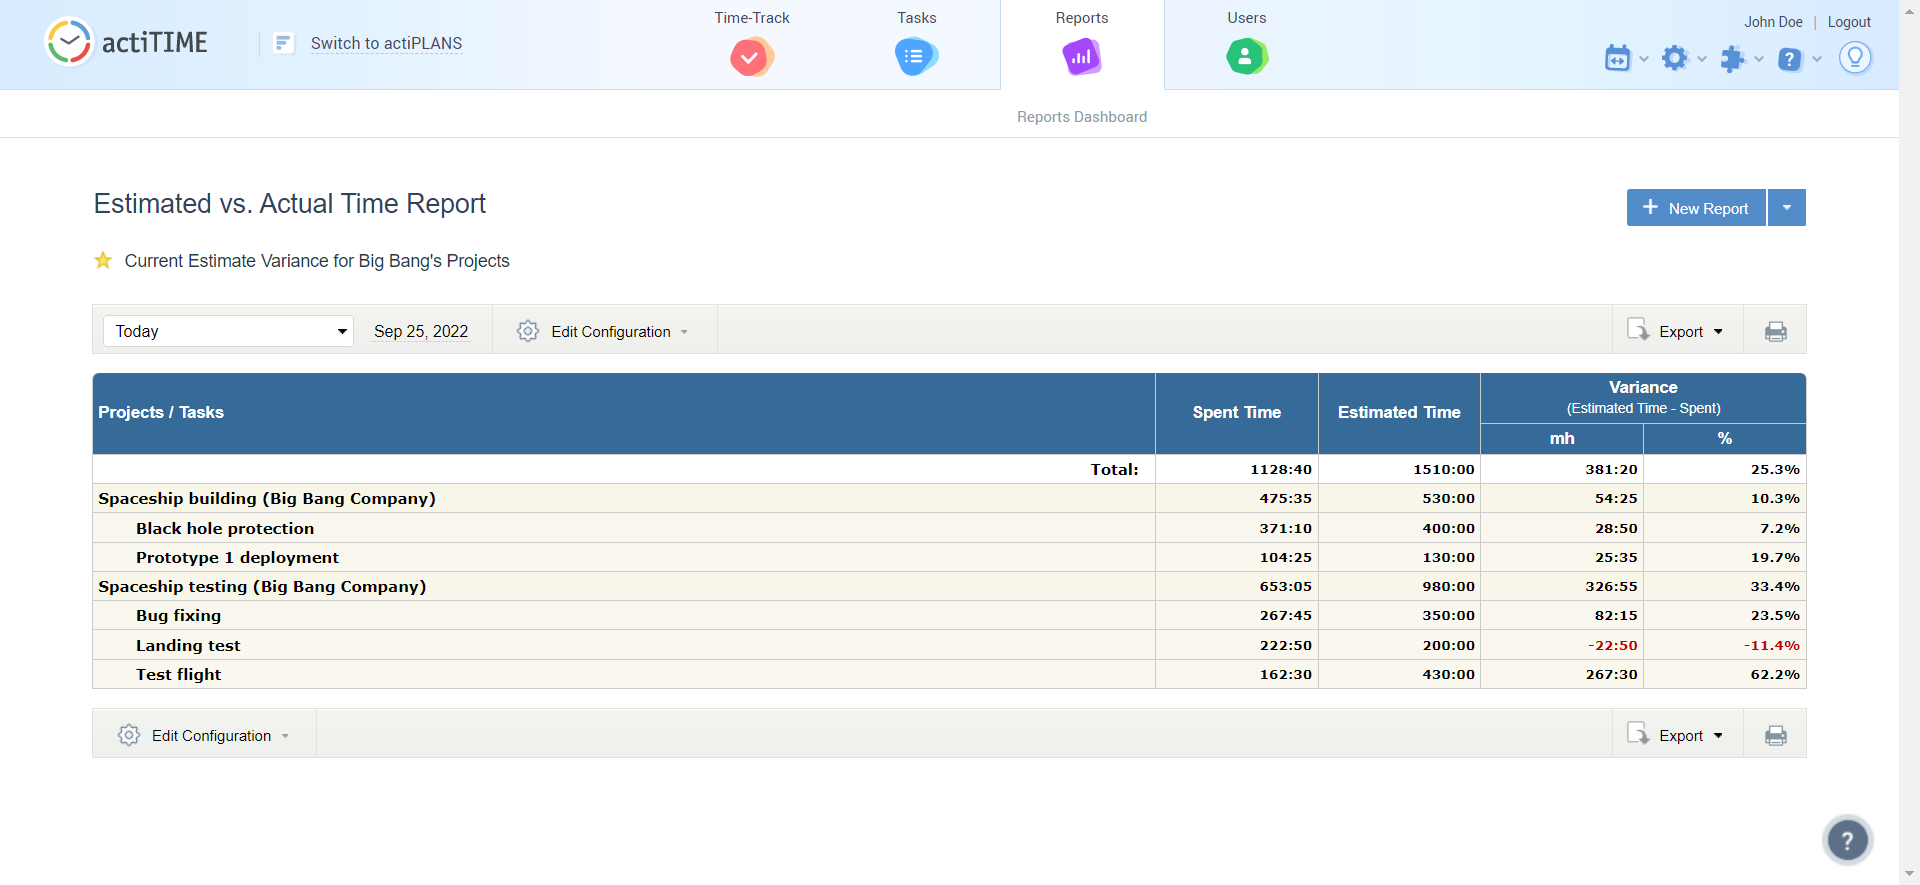 actiTIME
Switch to actiPLANS
Time-Track
Tasks
Reports
Users
John Doe | Logout
Reports Dashboard
Estimated vs. Actual Time Report
+ New Report
Current Estimate Variance for Big Bang's Projects
Today
Sep 25, 2022
Edit Configuration
Export
Projects / Tasks
Spent Time
Estimated Time
Variance
(Estimated Time - Spent)
mh
%
Total: 1128:40 1510:00 381:20 25.3%
Spaceship building (Big Bang Company) 475:35 530:00 54:25 10.3%
Black hole protection 371:10 400:00 28:50 7.2%
Prototype 1 deployment 104:25 130:00 25:35 19.7%
Spaceship testing (Big Bang Company) 653:05 980:00 326:55 33.4%
Bug fixing 267:45 350:00 82:15 23.5%
Landing test 222:50 200:00 -22:50 -11.4%
Test flight 162:30 430:00 267:30 62.2%
Edit Configuration
Export
?